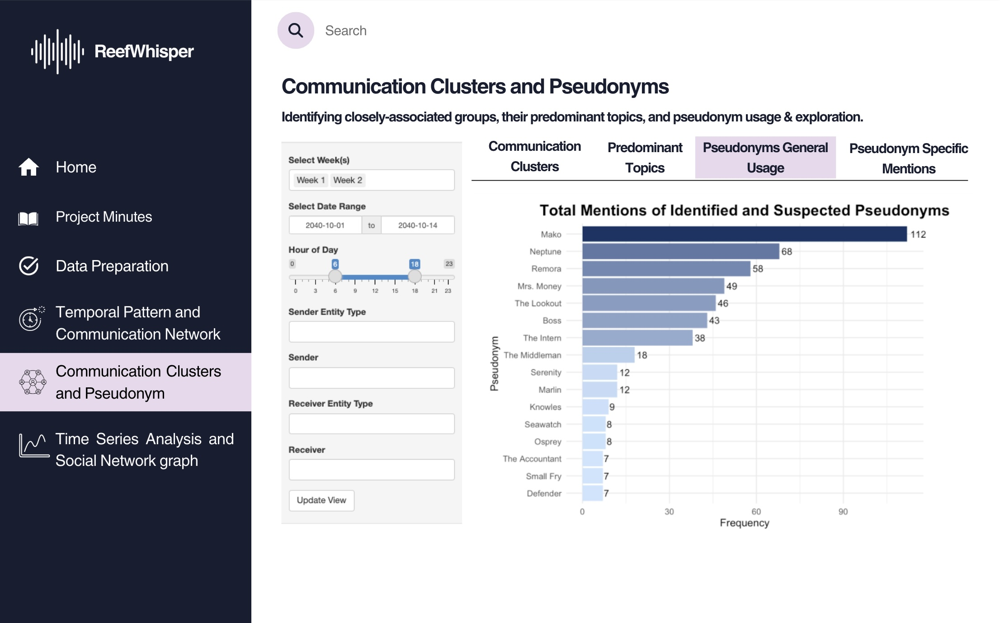 ReefWhisper
Home
Project Minutes
Data Preparation
Temporal Pattern and
Communication Network
Communication Clusters
and Pseudonym
Time Series Analysis and
Social Network graph
Search
Communication Clusters and Pseudonyms
Identifying closely-associated groups, their predominant topics, and pseudonym usage & exploration.
Select Week(s)
Week 1 Week 2
Select Date Range
2040-10-01 to 2040-10-14
Hour of Day
0 6 18 23
0 3 6 9 12 15 18 21 23
Sender Entity Type
Sender
Receiver Entity Type
Receiver
Update View
Communication
Clusters
Predominant
Topics
Pseudonyms General
Usage
Pseudonym Specific
Mentions
Total Mentions of Identified and Suspected Pseudonyms
Pseudonym
Mako 112
Neptune 68
Remora 58
Mrs. Money 49
The Lookout 46
Boss 43
The Intern 38
The Middleman 18
Serenity 12
Marlin 12
Knowles 9
Seawatch 8
Osprey 8
The Accountant 7
Small Fry 7
Defender 7
0 30 60 90
Frequency